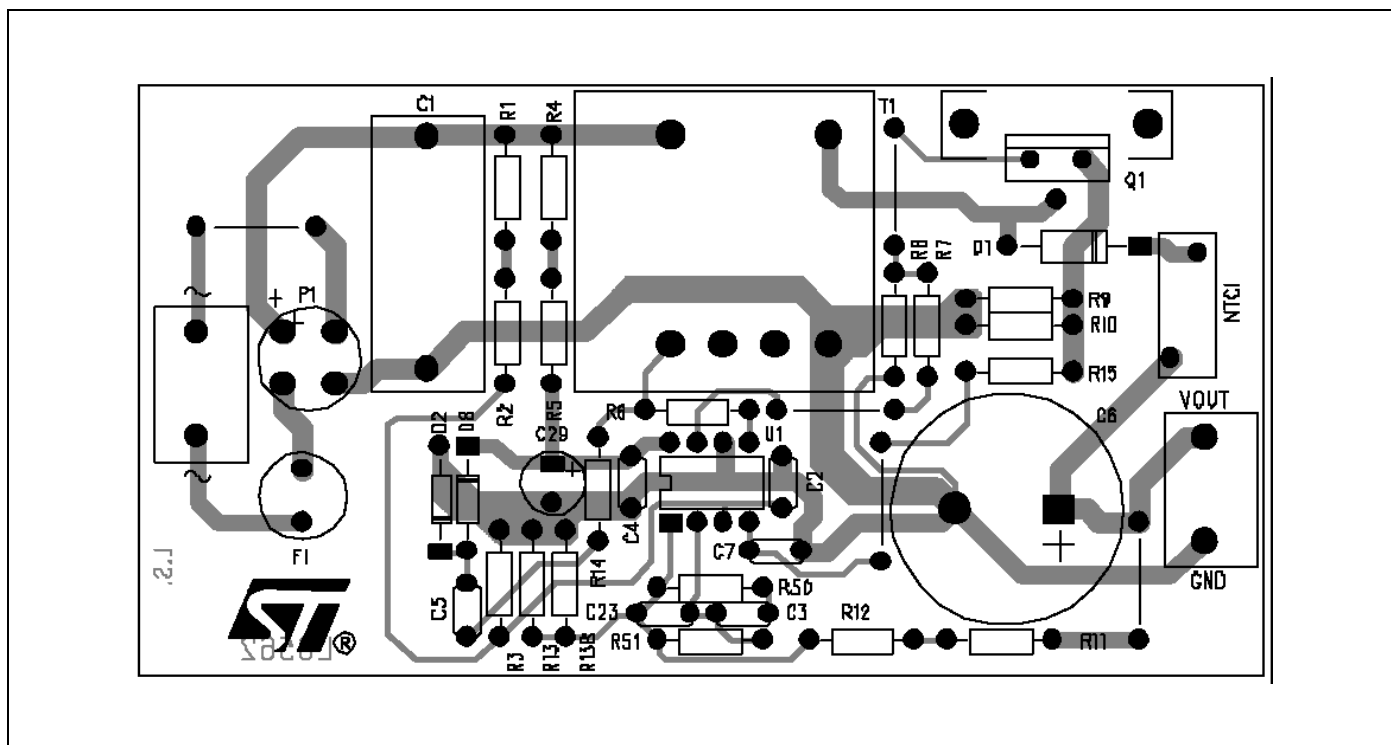 C1
R1
R4
T1
Q1
D1
R8
R7
NTC1
P1
+
+
R9
R10
R15
VOUT
C6
R2
R5
R6
D2
D8
C29
+
U1
C2
C4
F1
C7
+
GND
R14
R50
C5
C23
C3
R12
R51
R11
R3
R13
R13B
ST
®
L6562